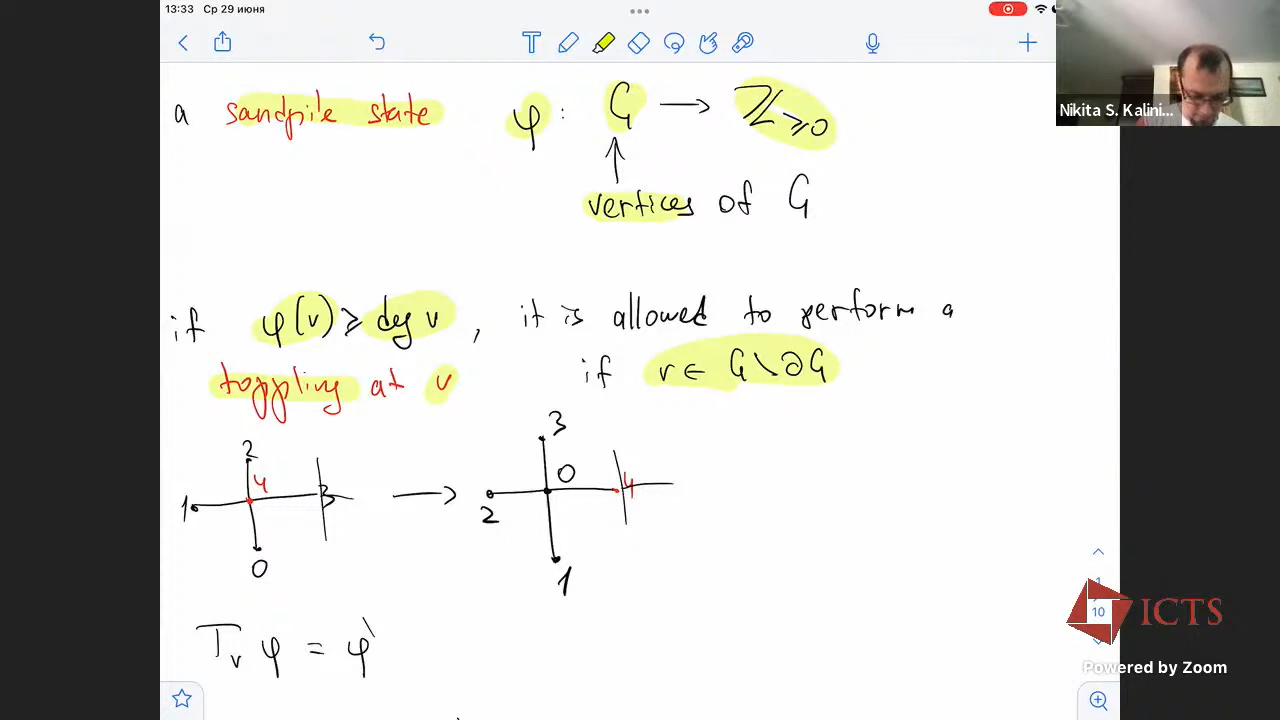 13:33 Ср 29 июня
a sandpile state φ : G → ℤ≥0
vertices of G
if φ(v) ≥ deg v , it is allowed to perform a
toppling at v if v ∈ G \ ∂G
2 4 1 3 0
3 0 4 2 1
T_v φ = φ'
Nikita S. Kalini...
1
10
ICTS
Powered by Zoom